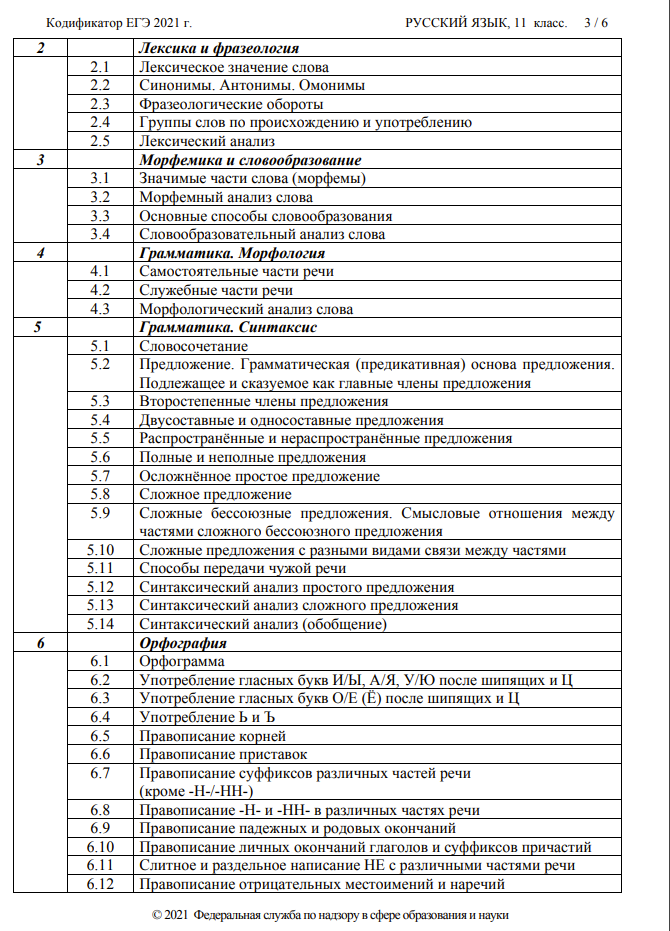 Кодификатор ЕГЭ 2021 г. РУССКИЙ ЯЗЫК, 11 класс. 3 / 6
2 Лексика и фразеология
2.1 Лексическое значение слова
2.2 Синонимы. Антонимы. Омонимы
2.3 Фразеологические обороты
2.4 Группы слов по происхождению и употреблению
2.5 Лексический анализ
3 Морфемика и словообразование
3.1 Значимые части слова (морфемы)
3.2 Морфемный анализ слова
3.3 Основные способы словообразования
3.4 Словообразовательный анализ слова
4 Грамматика. Морфология
4.1 Самостоятельные части речи
4.2 Служебные части речи
4.3 Морфологический анализ слова
5 Грамматика. Синтаксис
5.1 Словосочетание
5.2 Предложение. Грамматическая (предикативная) основа предложения.
Подлежащее и сказуемое как главные члены предложения
5.3 Второстепенные члены предложения
5.4 Двусоставные и односоставные предложения
5.5 Распространённые и нераспространённые предложения
5.6 Полные и неполные предложения
5.7 Осложнённое простое предложение
5.8 Сложное предложение
5.9 Сложные бессоюзные предложения. Смысловые отношения между
частями сложного бессоюзного предложения
5.10 Сложные предложения с разными видами связи между частями
5.11 Способы передачи чужой речи
5.12 Синтаксический анализ простого предложения
5.13 Синтаксический анализ сложного предложения
5.14 Синтаксический анализ (обобщение)
6 Орфография
6.1 Орфограмма
6.2 Употребление гласных букв И/Ы, А/Я, У/Ю после шипящих и Ц
6.3 Употребление гласных букв О/Е (Ё) после шипящих и Ц
6.4 Употребление Ь и Ъ
6.5 Правописание корней
6.6 Правописание приставок
6.7 Правописание суффиксов различных частей речи
(кроме -Н-/-НН-)
6.8 Правописание -Н- и -НН- в различных частях речи
6.9 Правописание падежных и родовых окончаний
6.10 Правописание личных окончаний глаголов и суффиксов причастий
6.11 Слитное и раздельное написание НЕ с различными частями речи
6.12 Правописание отрицательных местоимений и наречий
© 2021 Федеральная служба по надзору в сфере образования и науки